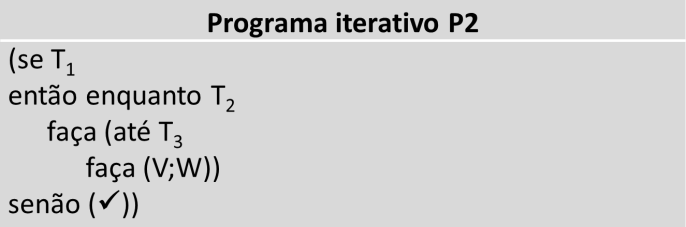 Programa iterativo P2
(se T₁
então enquanto T₂
faça (até T₃
faça (V;W))
senão (✓))